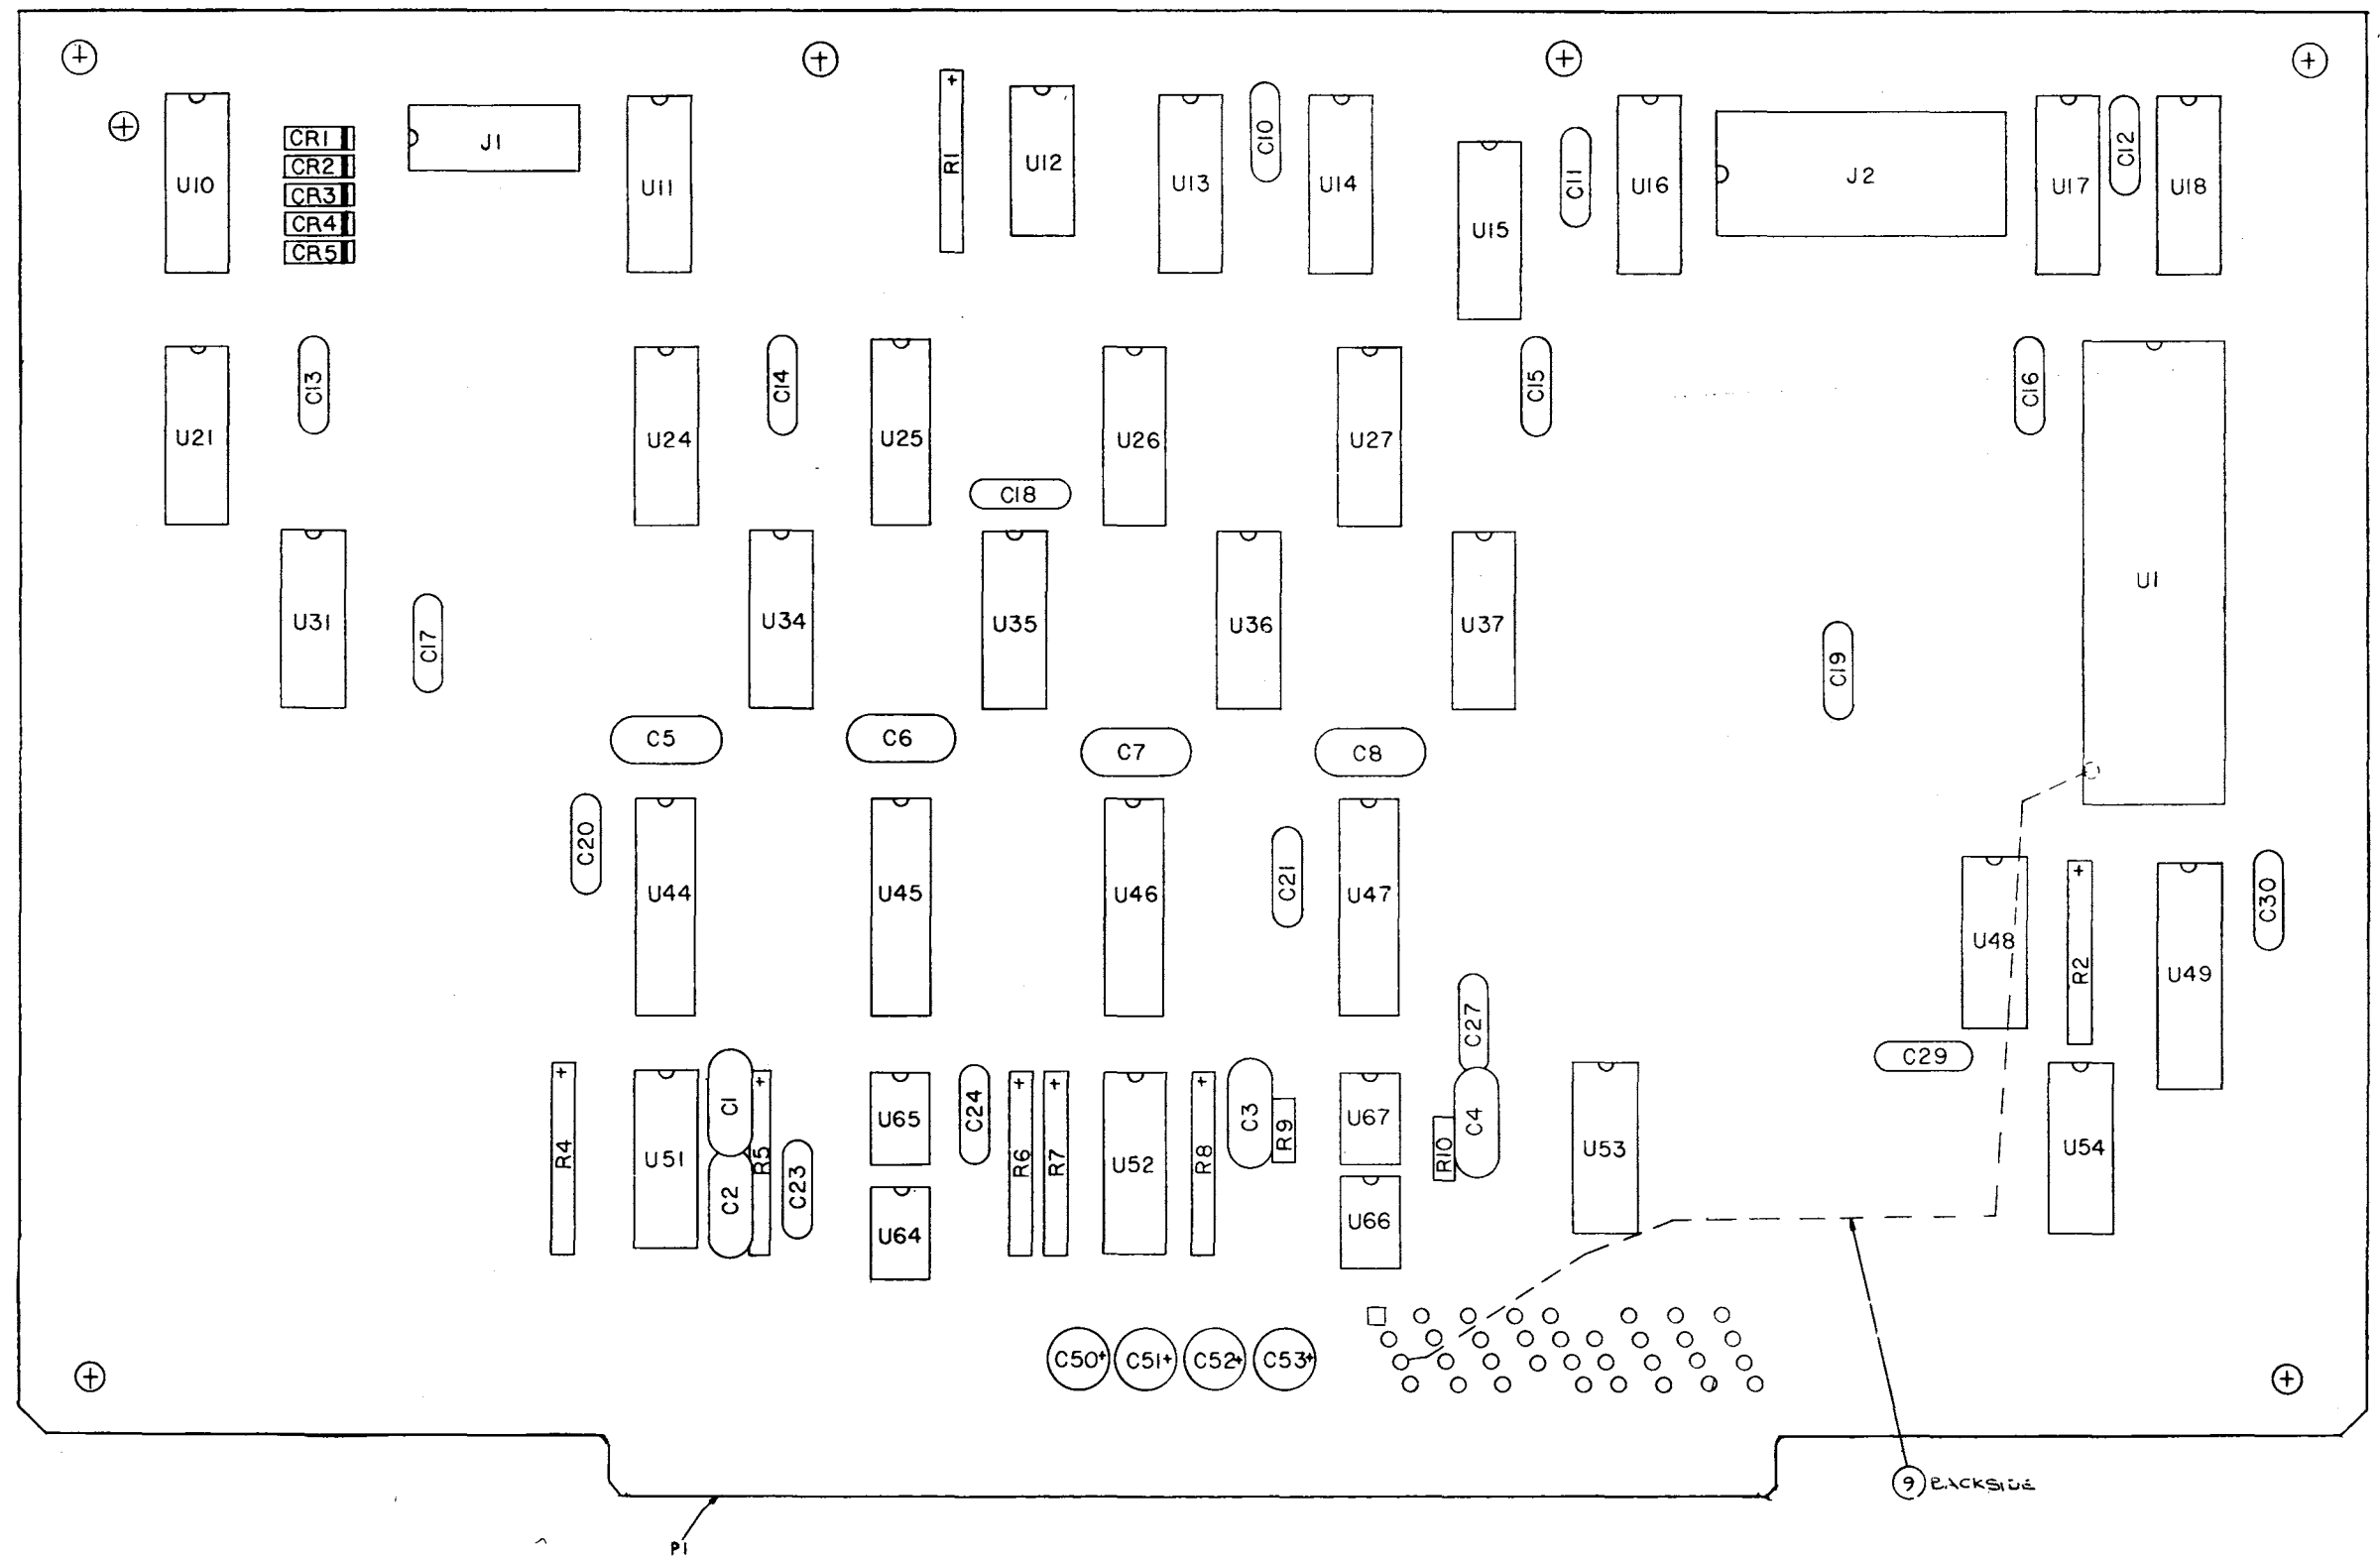 CR1
CR2
CR3
CR4
CR5
U10
J1
U11
+
R1
U12
U13
C10
U14
U15
C11
U16
J2
U17
C12
U18
U21
C13
U24
C14
U25
C18
U26
U27
C15
C16
U1
U31
C17
U34
U35
U36
U37
C19
C5
C6
C7
C8
C20
U44
U45
U46
C21
U47
U48
+
R2
U49
C30
C27
C29
+
R4
U51
C1
C2
+
R5
C23
U65
U64
C24
+
R6
+
R7
U52
+
R8
C3
R9
U67
U66
R10
C4
U53
U54
C50+
C51+
C52+
C53+
9 BACKSIDE
P1